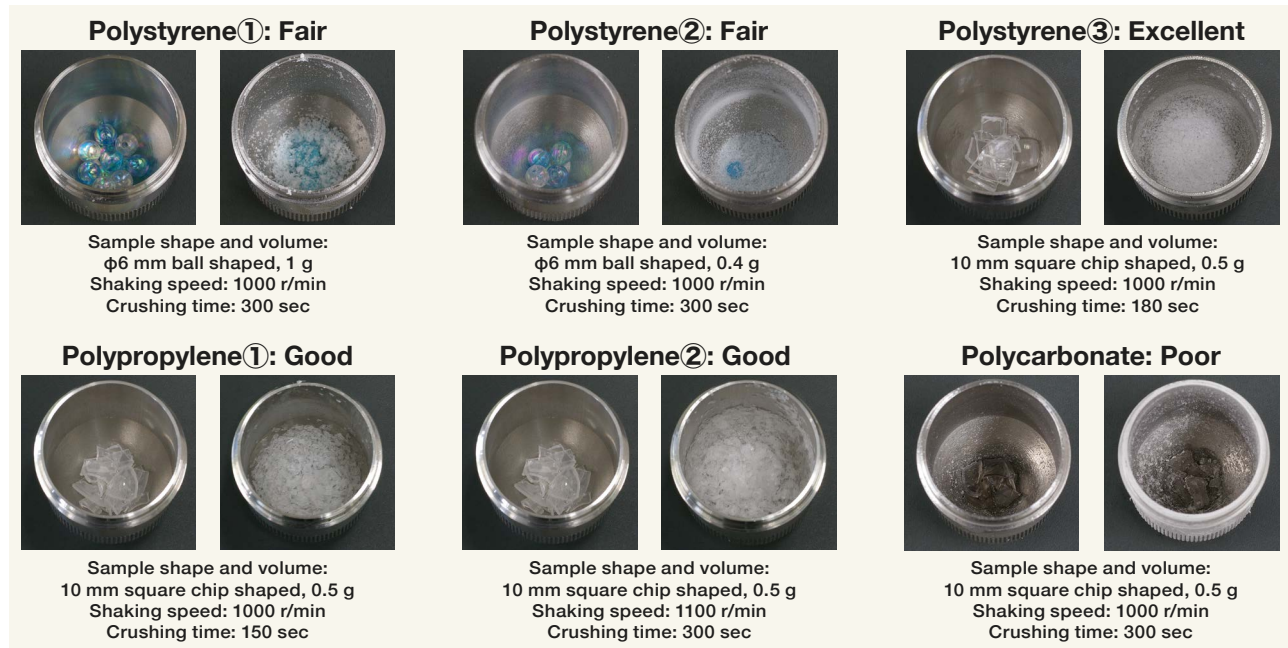 Polystyrene①: Fair
Sample shape and volume:
φ6 mm ball shaped, 1 g
Shaking speed: 1000 r/min
Crushing time: 300 sec
Polystyrene②: Fair
Sample shape and volume:
φ6 mm ball shaped, 0.4 g
Shaking speed: 1000 r/min
Crushing time: 300 sec
Polystyrene③: Excellent
Sample shape and volume:
10 mm square chip shaped, 0.5 g
Shaking speed: 1000 r/min
Crushing time: 180 sec
Polypropylene①: Good
Sample shape and volume:
10 mm square chip shaped, 0.5 g
Shaking speed: 1000 r/min
Crushing time: 150 sec
Polypropylene②: Good
Sample shape and volume:
10 mm square chip shaped, 0.5 g
Shaking speed: 1100 r/min
Crushing time: 300 sec
Polycarbonate: Poor
Sample shape and volume:
10 mm square chip shaped, 0.5 g
Shaking speed: 1000 r/min
Crushing time: 300 sec